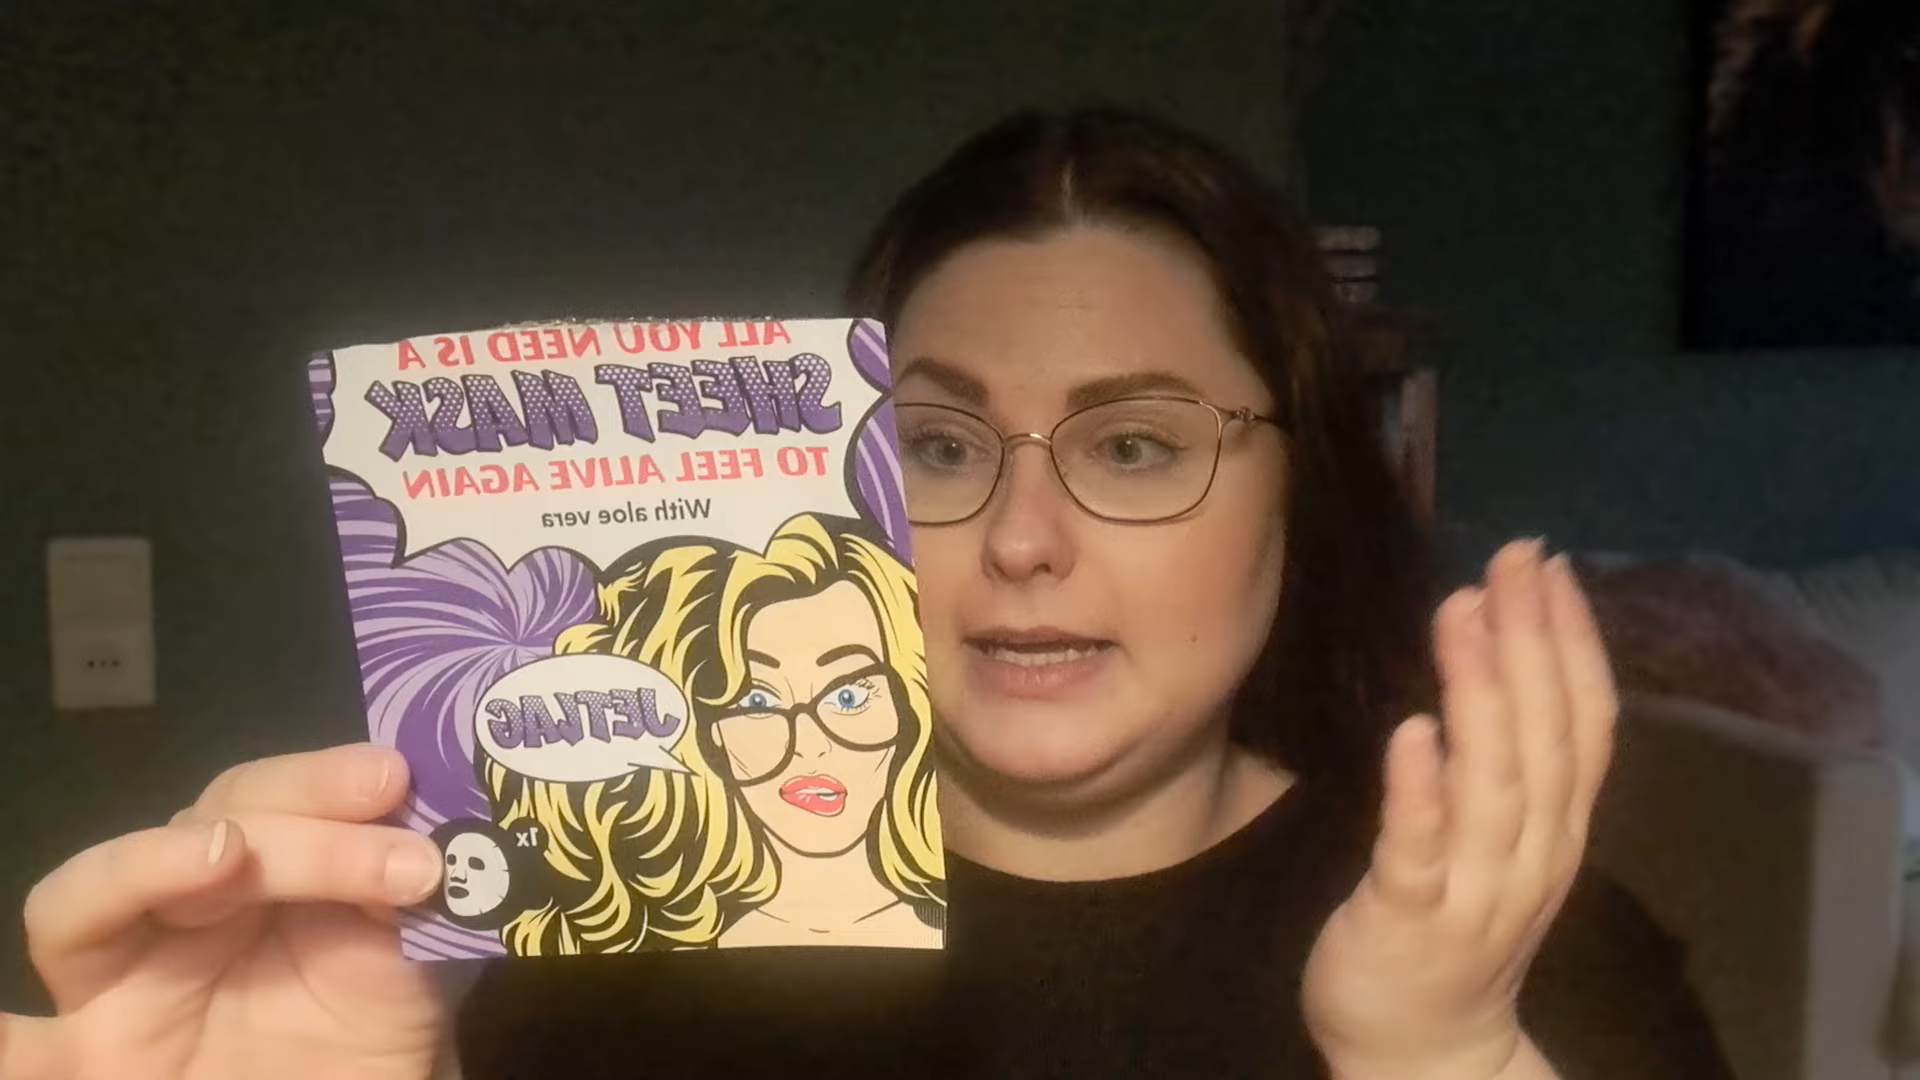 ALL YOU NEED IS A
SHEET MASK
TO FEEL ALIVE AGAIN
With aloe vera
JETLAG
1x